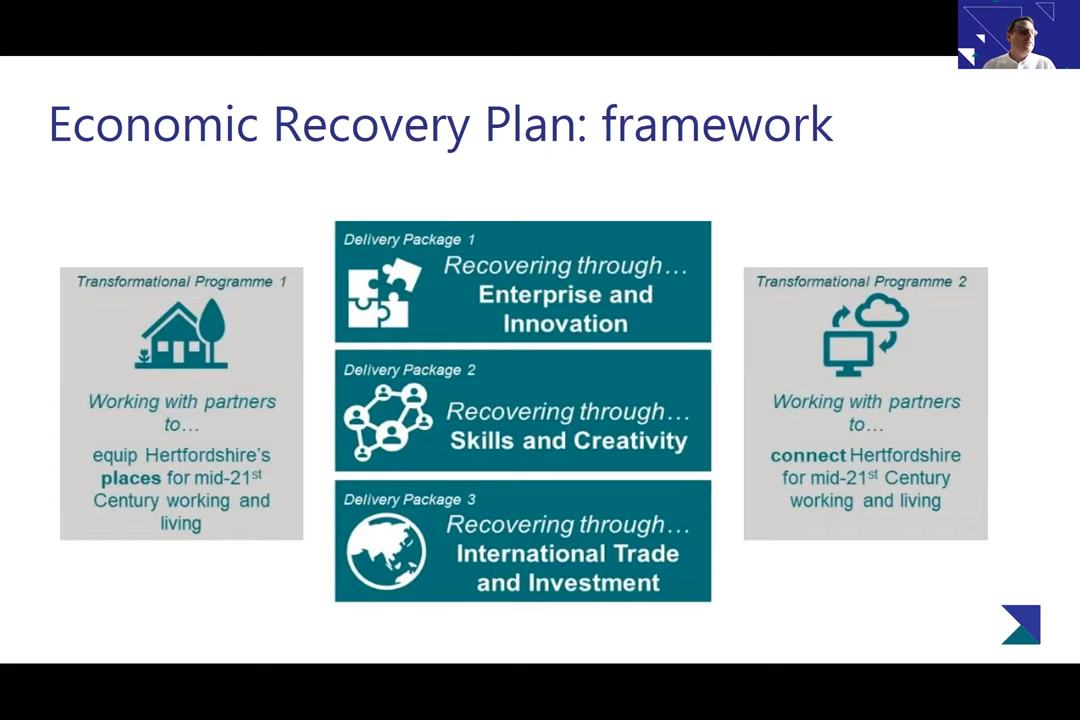 Economic Recovery Plan: framework
Transformational Programme 1
Working with partners
to…
equip Hertfordshire's
places for mid-21st
Century working and
living
Delivery Package 1
Recovering through…
Enterprise and
Innovation
Delivery Package 2
Recovering through…
Skills and Creativity
Delivery Package 3
Recovering through…
International Trade
and Investment
Transformational Programme 2
Working with partners
to…
connect Hertfordshire
for mid-21st Century
working and living